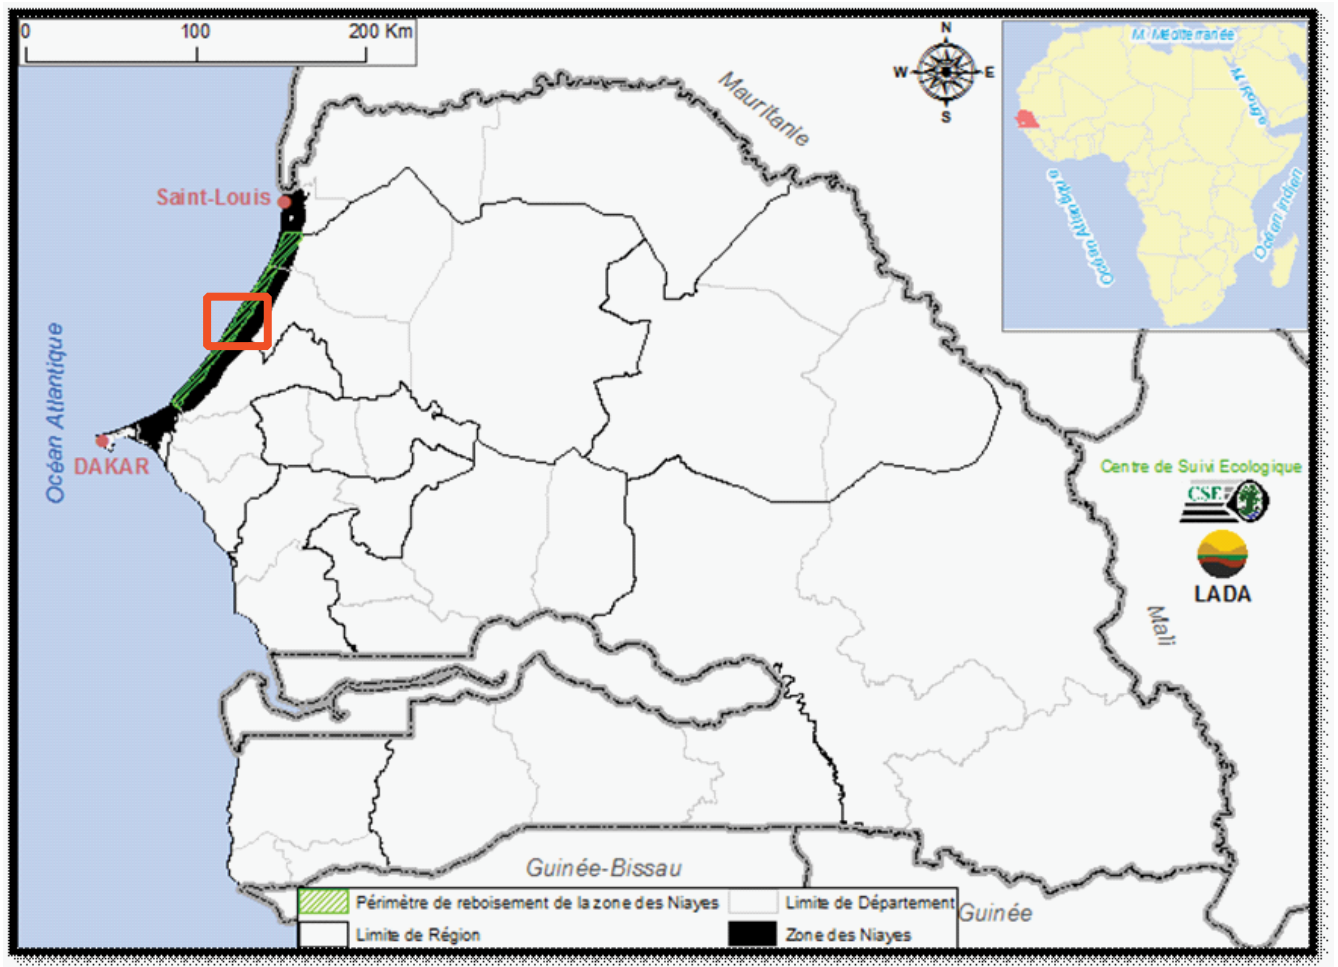 0 100 200 Km
N
W E
S
M. Méditerranée
M. Rouge
Océan Atlantique
Océan Indien
Mauritanie
Saint-Louis
Océan Atlantique
DAKAR
Centre de Suivi Ecologique
CSE
LADA
Mali
Guinée-Bissau
Guinée
Périmètre de reboisement de la zone des Niayes
Limite de Département
Limite de Région
Zone des Niayes